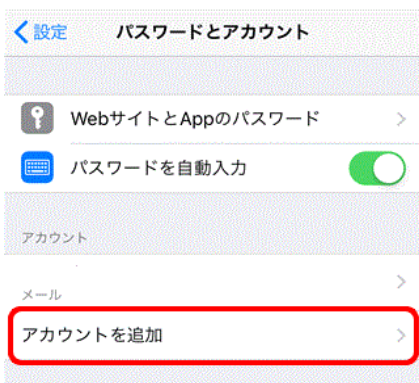 設定 パスワードとアカウント
WebサイトとAppのパスワード
パスワードを自動入力
アカウント
メール
アカウントを追加